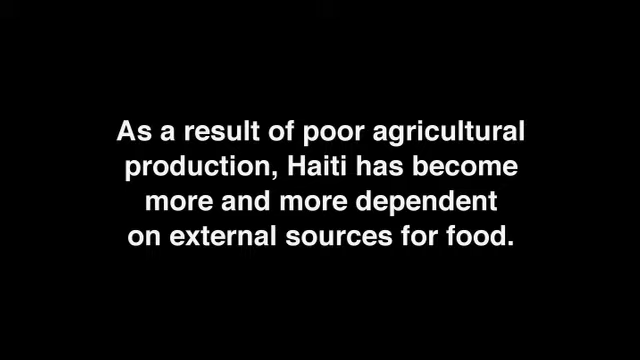 As a result of poor agricultural
production, Haiti has become
more and more dependent
on external sources for food.